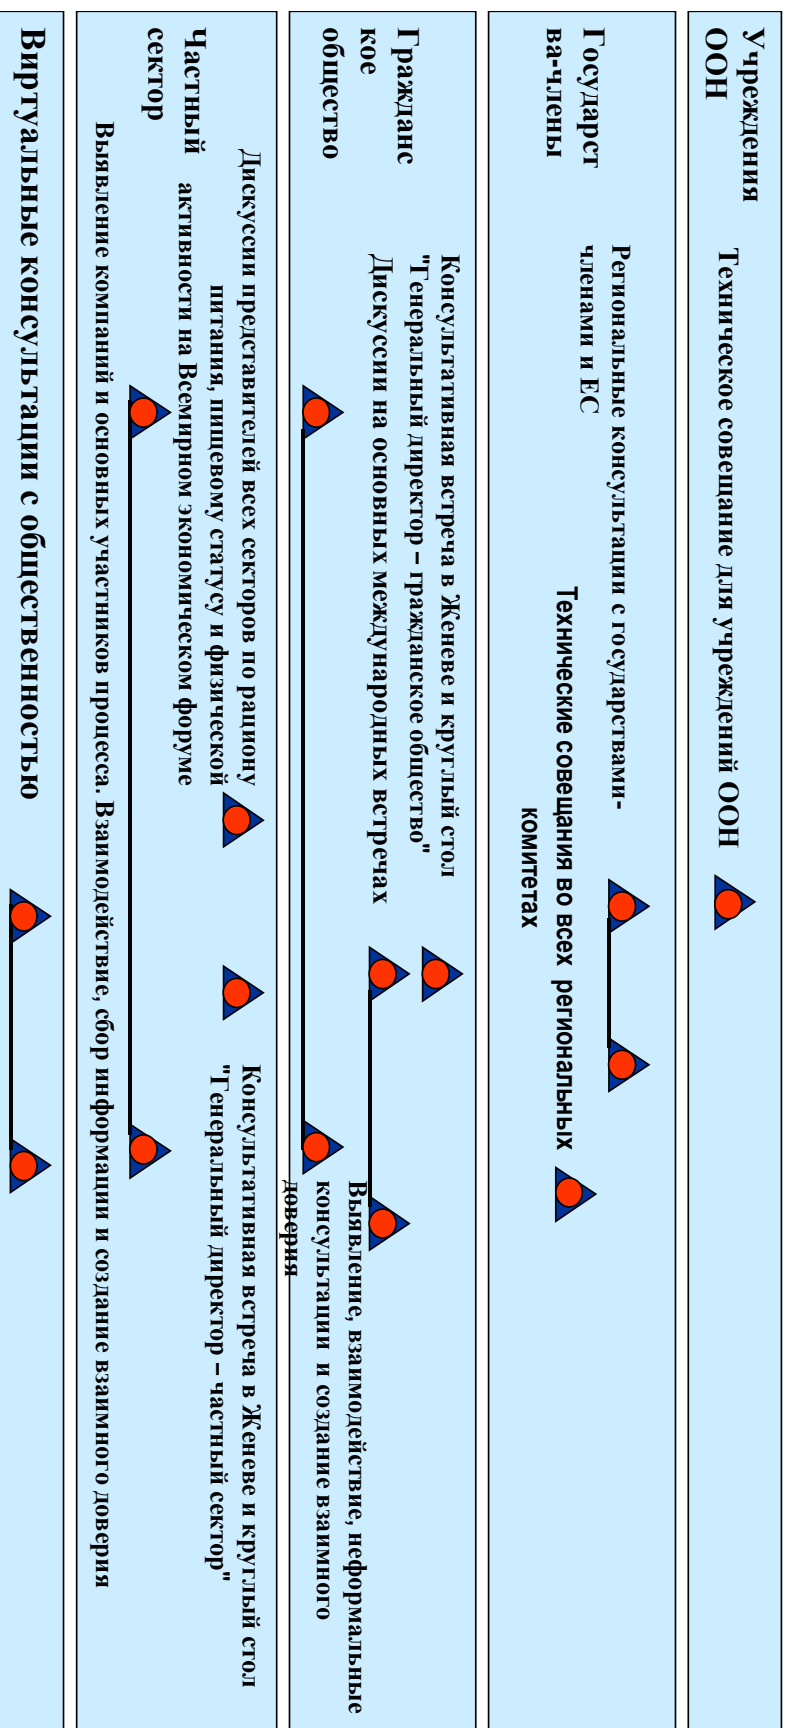 Учреждения
ООН
Техническое совещание для учреждений ООН
Государст
ва-члены
Региональные консультации с государствами-
членами и ЕС
Технические совещания во всех региональных
комитетах
Гражданс
кое
общество
Консультативная встреча в Женеве и круглый стол
"Генеральный директор – гражданское общество"
Дискуссии на основных международных встречах
Выявление, взаимодействие, неформальные
консультации и создание взаимного
доверия
Частный
сектор
Дискуссии представителей всех секторов по рациону
питания, пищевому статусу и физической
активности на Всемирном экономическом форуме
Консультативная встреча в Женеве и круглый стол
"Генеральный директор – частный сектор"
Выявление компаний и основных участников процесса. Взаимодействие, сбор информации и создание взаимного доверия
Виртуальные консультации с общественностью